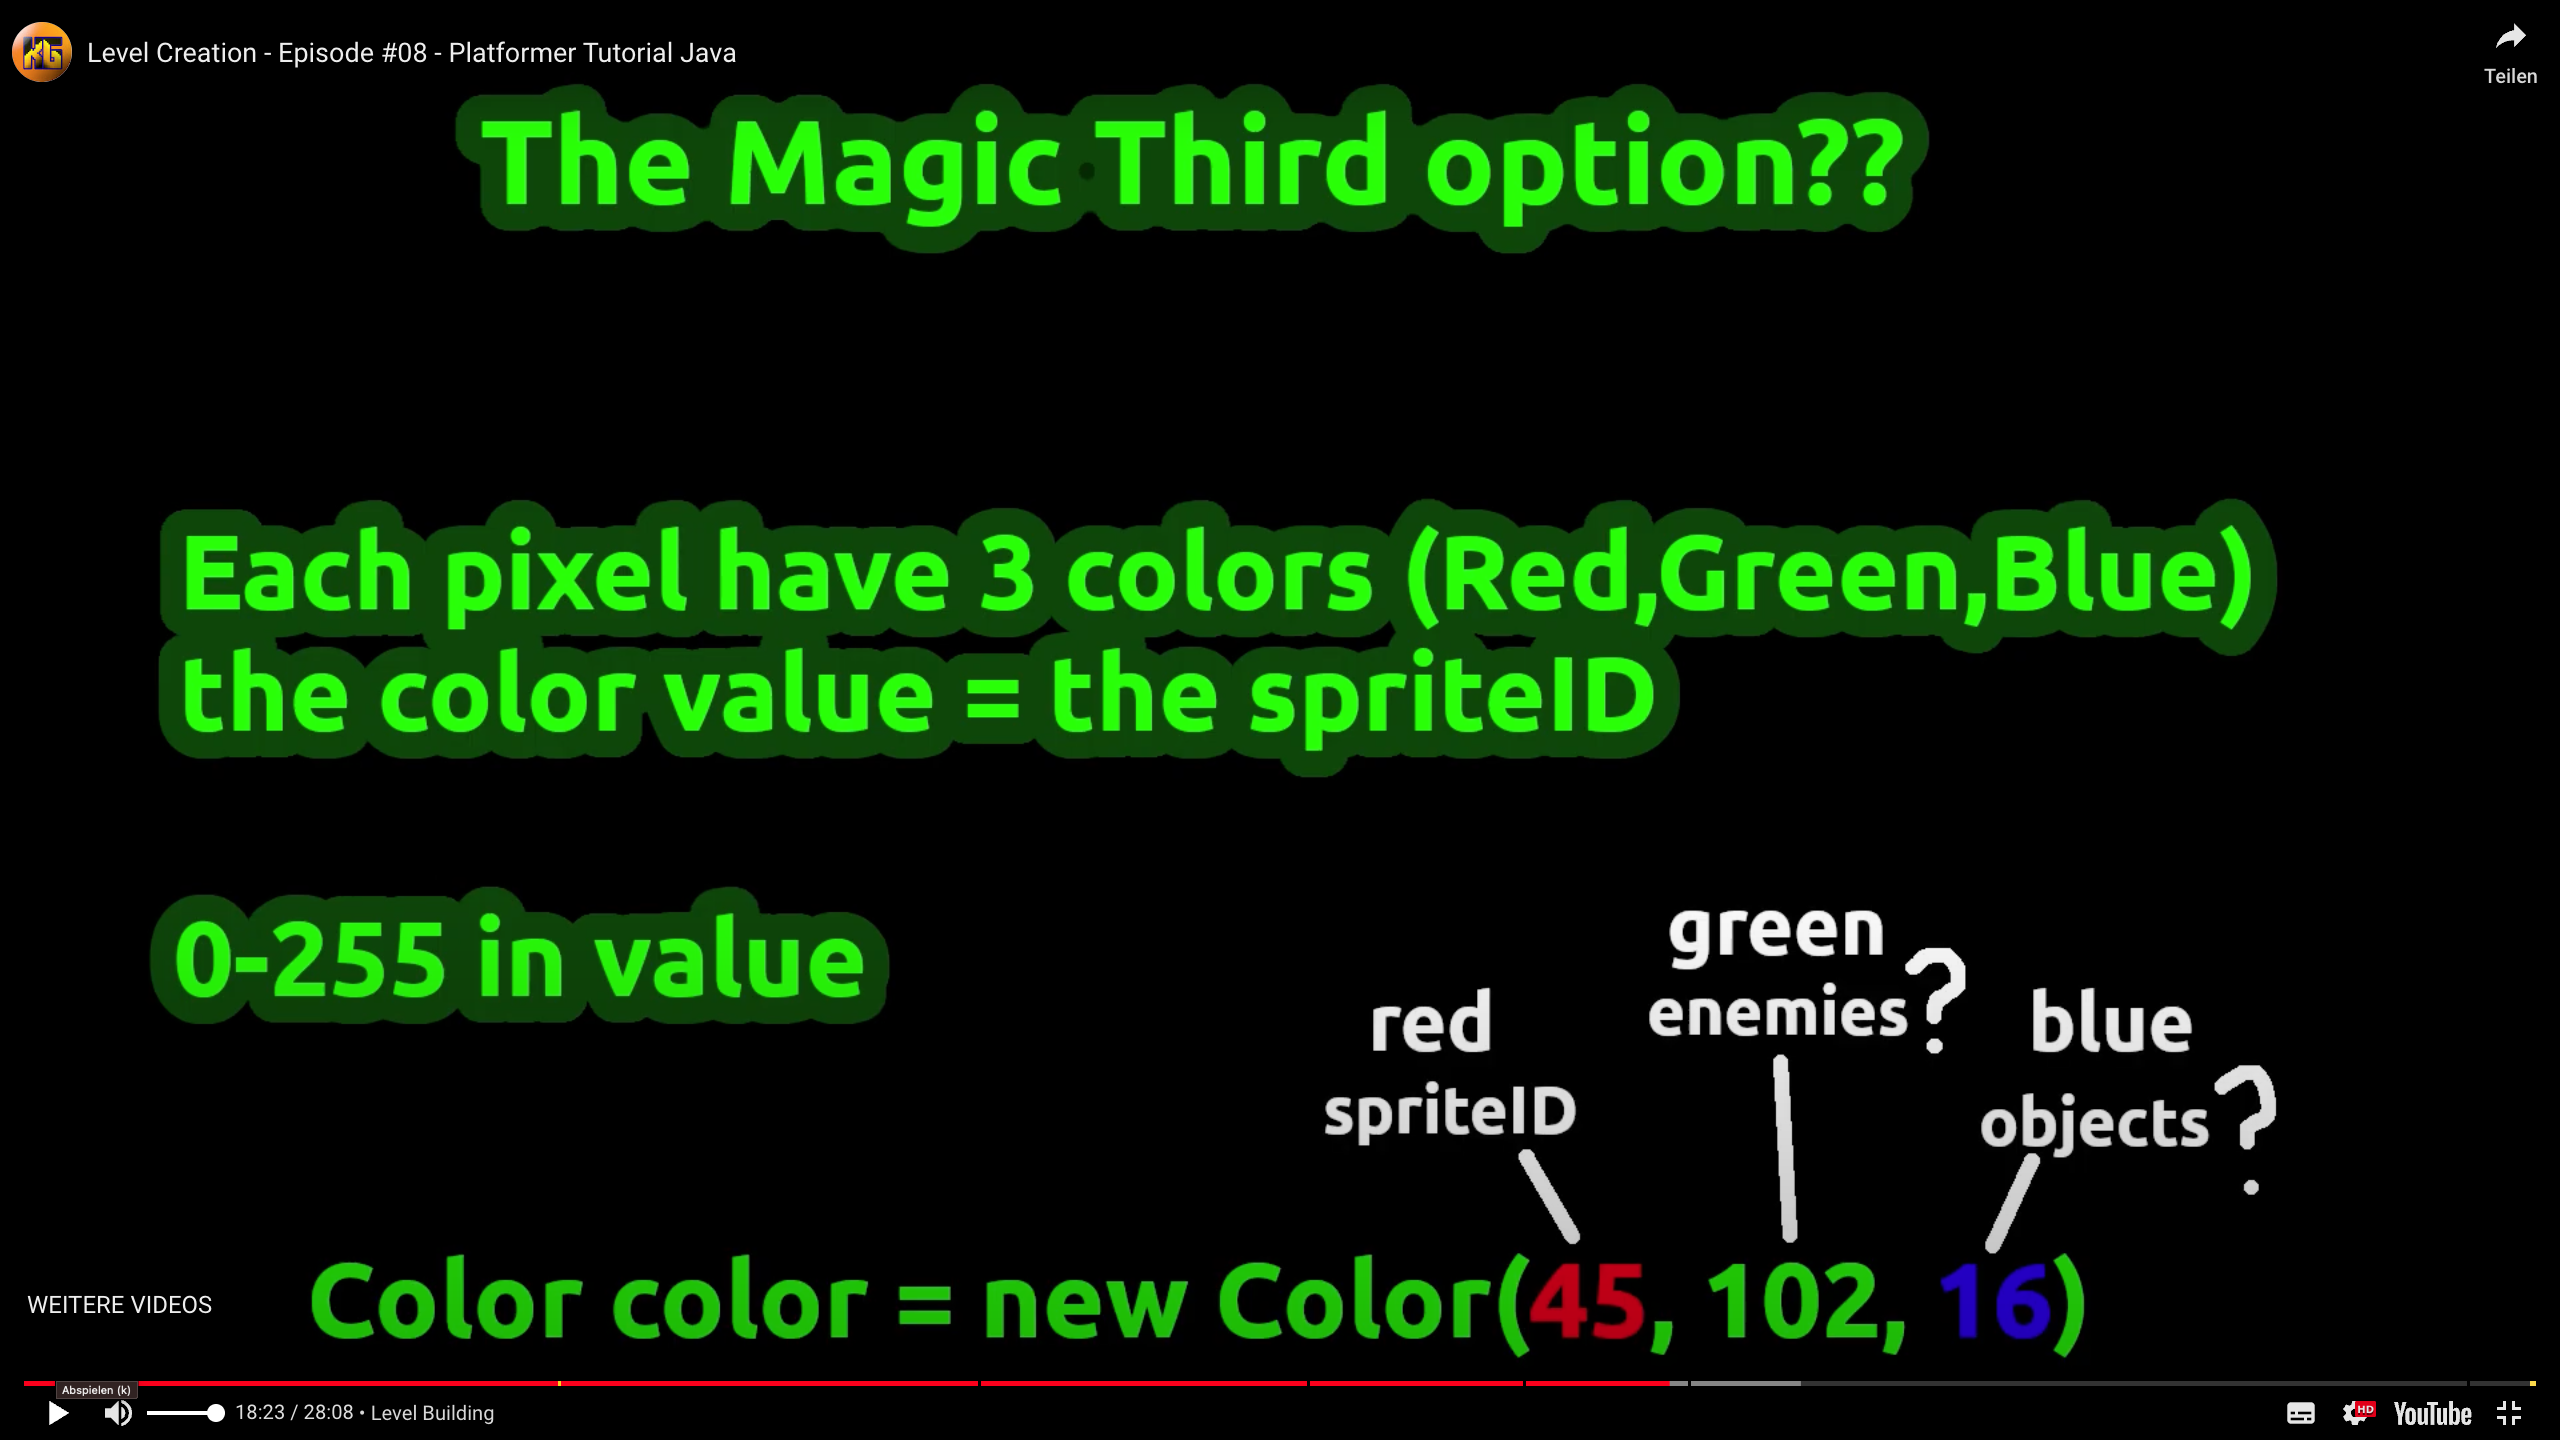 KG
Level Creation - Episode #08 - Platformer Tutorial Java
Teilen
The Magic Third option??
Each pixel have 3 colors (Red,Green,Blue)
the color value = the spriteID
0-255 in value
green
enemies?
red
spriteID
blue
objects?
Color color = new Color(45, 102, 16)
WEITERE VIDEOS
Abspielen (k)
18:23 / 28:08 • Level Building
HD
YouTube